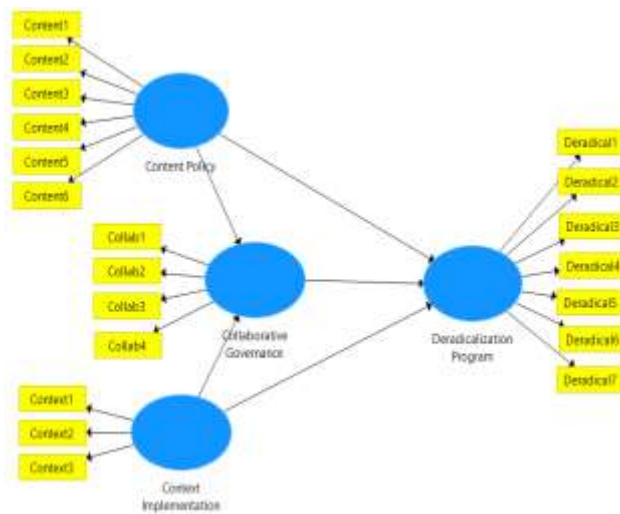 Content1
Content2
Content3
Content4
Content5
Content6
Content Policy
Collab1
Collab2
Collab3
Collab4
Collaborative
Governance
Context1
Context2
Context3
Context
Implementation
Deradical1
Deradical2
Deradical3
Deradical4
Deradical5
Deradical6
Deradical7
Deradicalization
Program